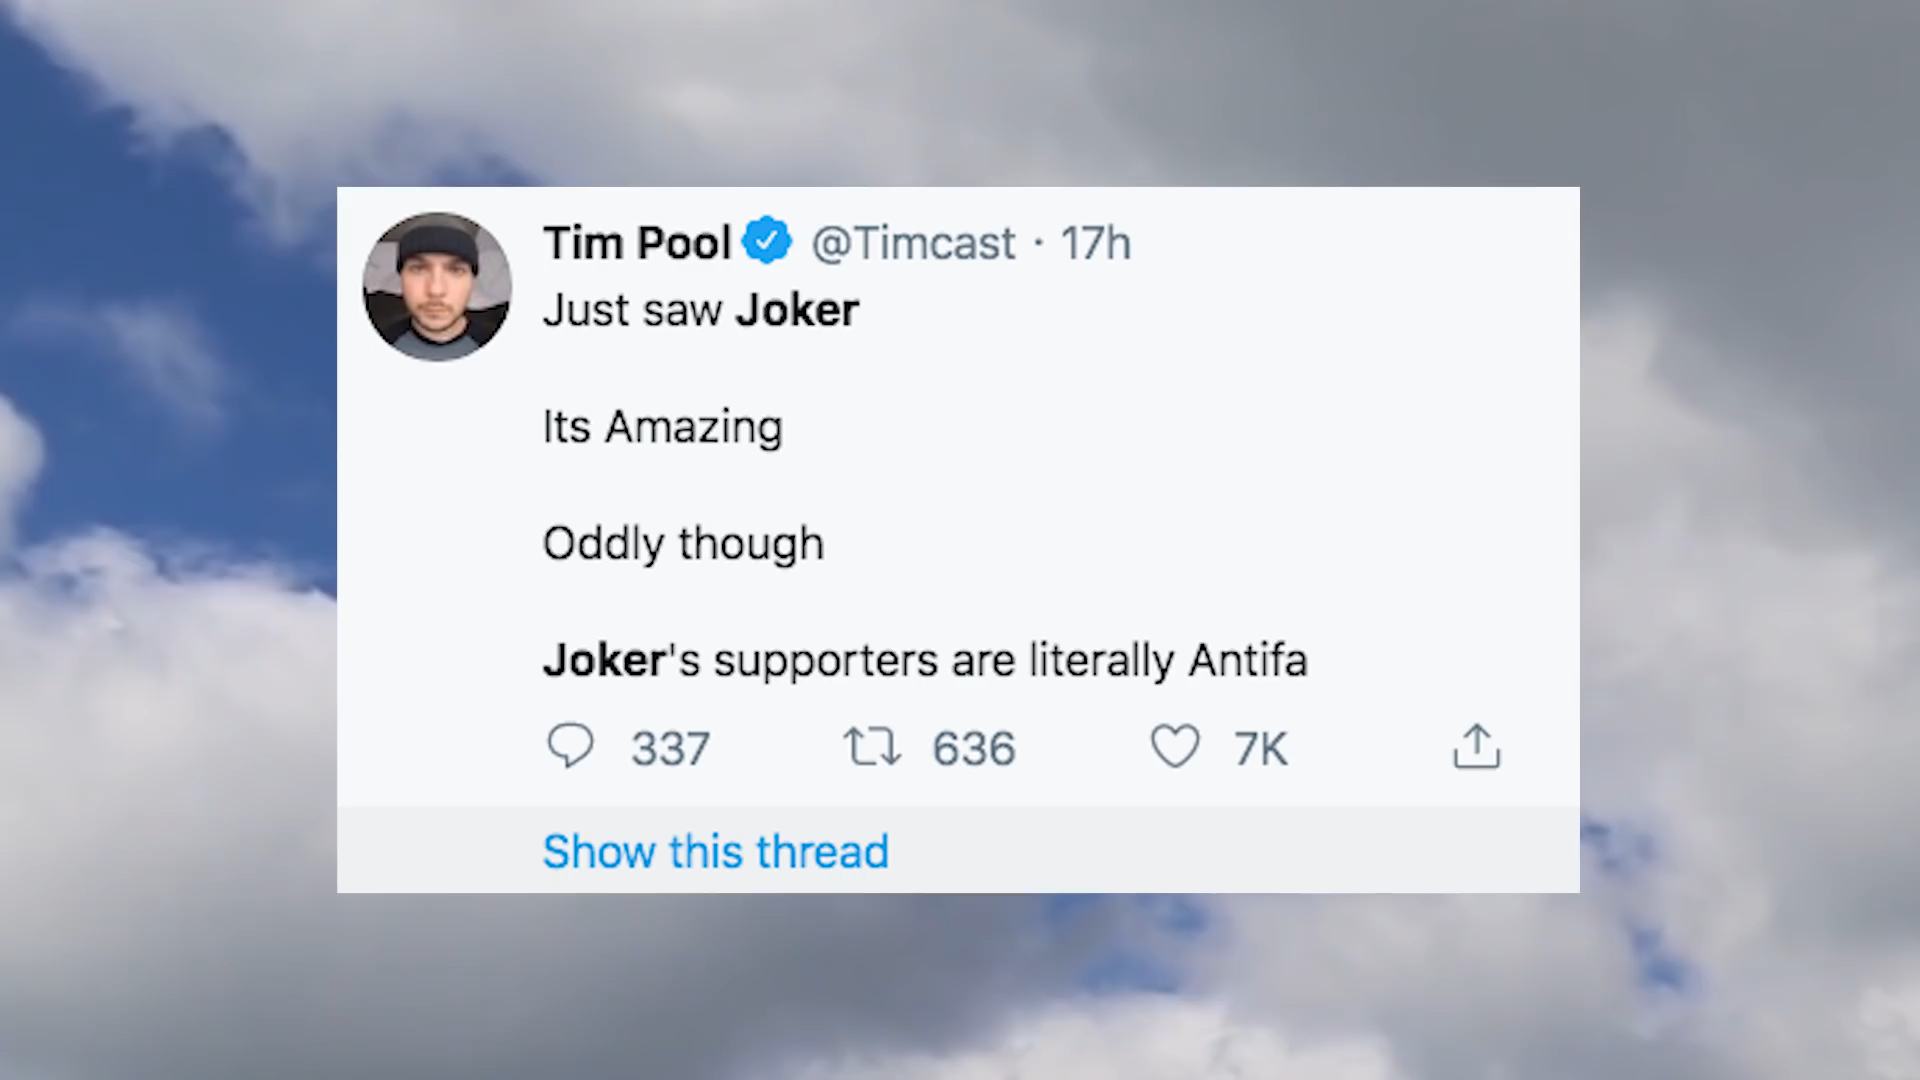 Tim Pool @Timcast · 17h
Just saw Joker
Its Amazing
Oddly though
Joker's supporters are literally Antifa
337 636 7K
Show this thread